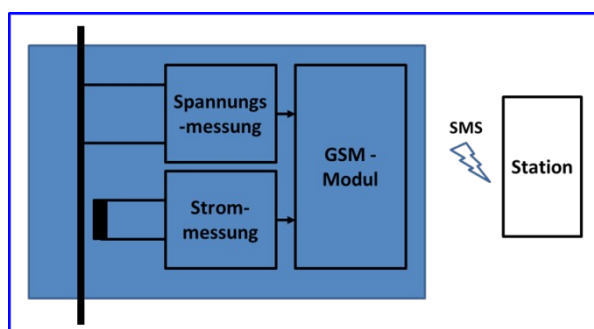 Spannungs
-messung
GSM -
Modul
Strom-
messung
SMS
Station